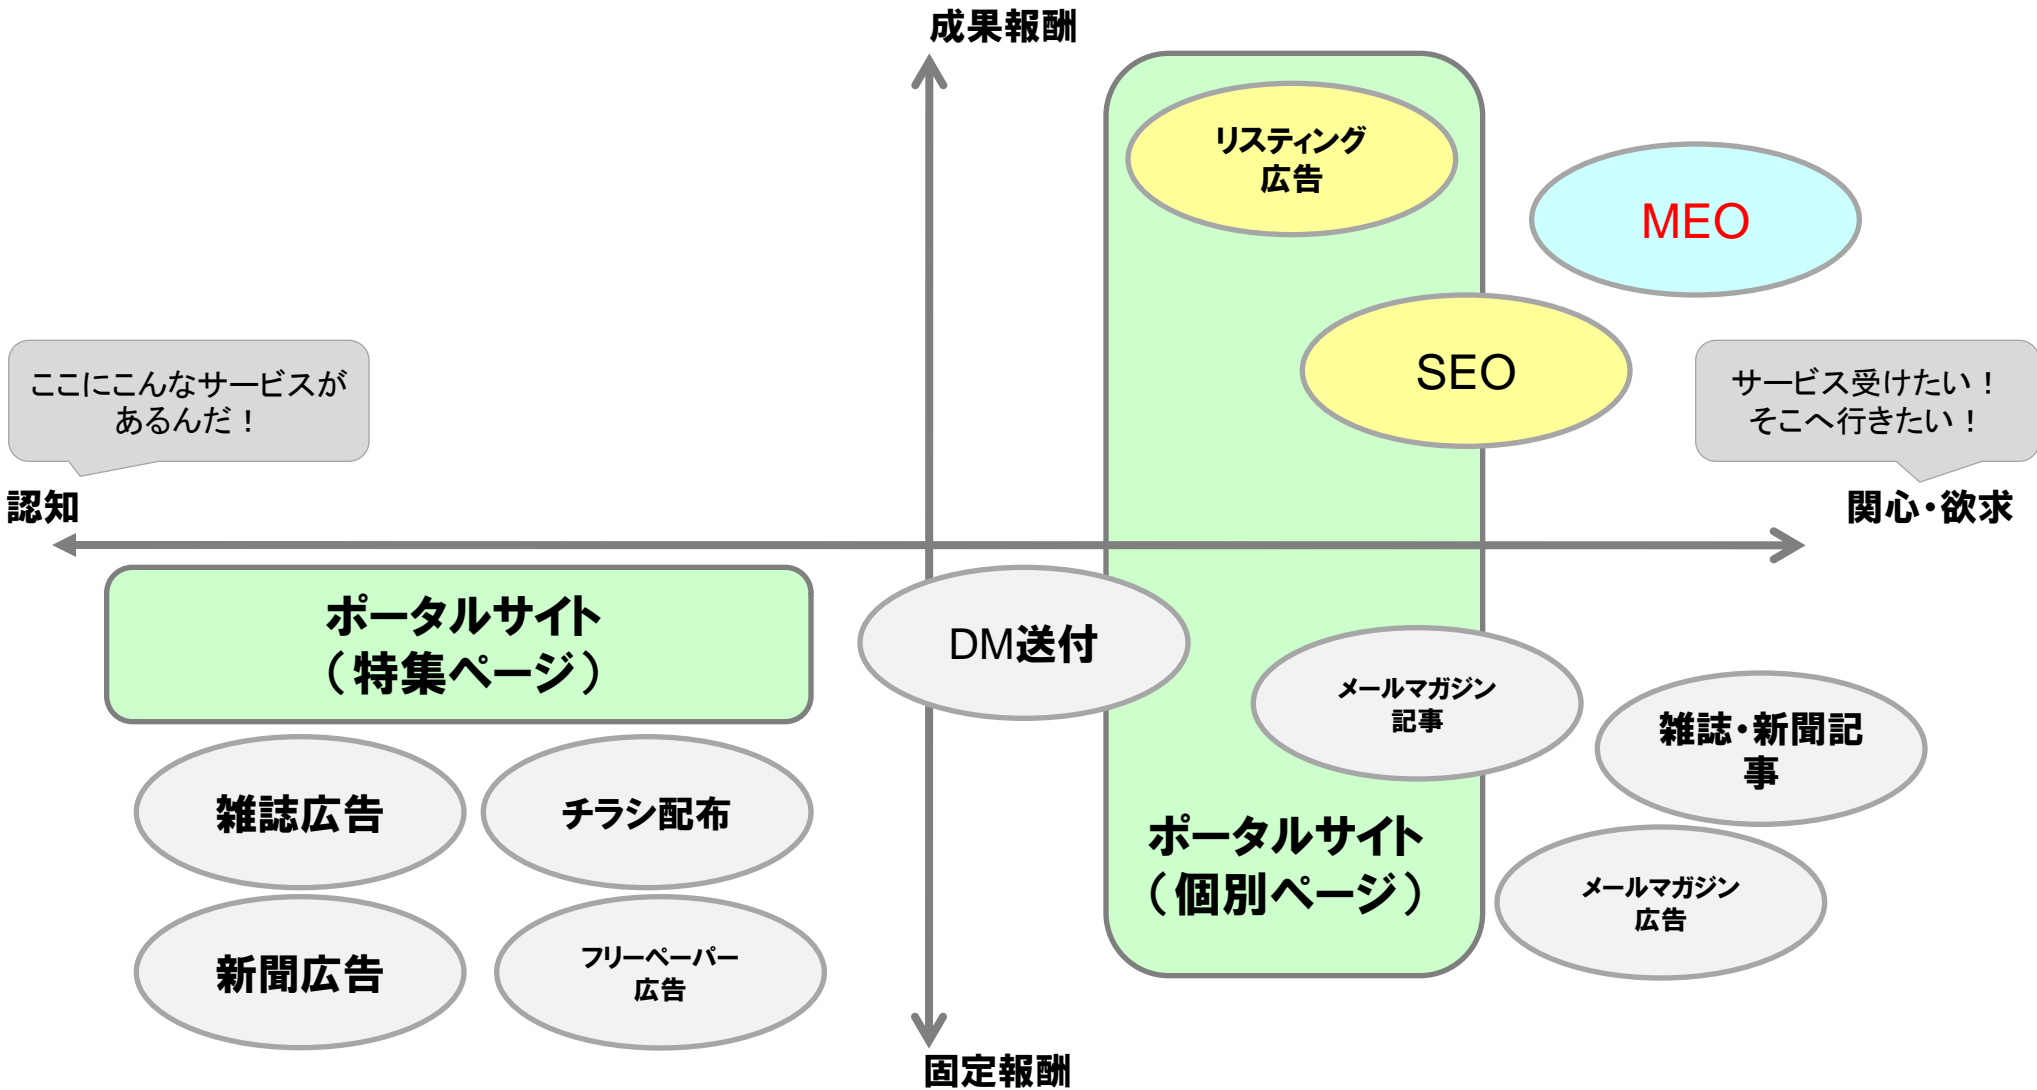 成果報酬
リスティング
広告
MEO
SEO
ここにこんなサービスが
あるんだ！
サービス受けたい！
そこへ行きたい！
認知
関心・欲求
ポータルサイト
（特集ページ）
DM送付
メールマガジン
記事
雑誌・新聞記
事
雑誌広告
チラシ配布
ポータルサイト
（個別ページ）
メールマガジン
広告
新聞広告
フリーペーパー
広告
固定報酬